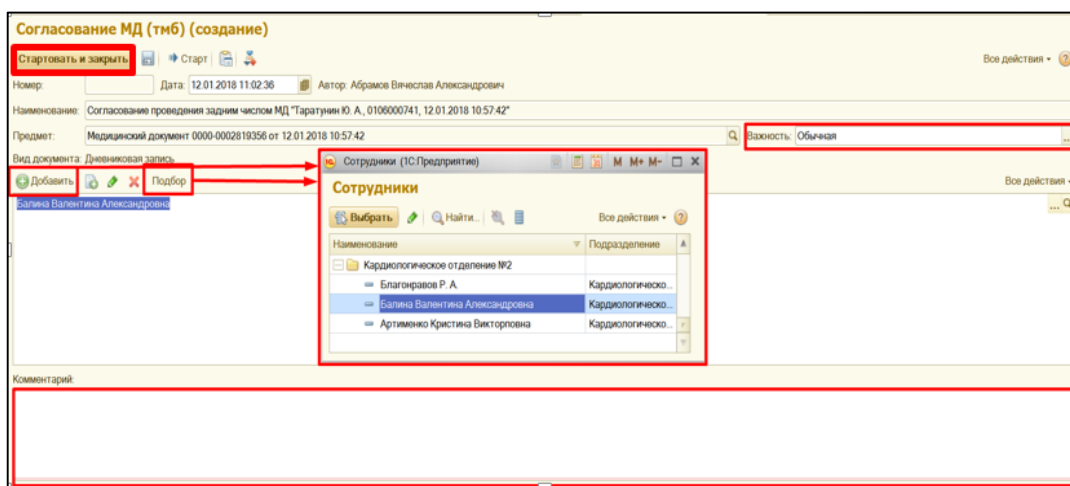 Согласование МД (тмб) (создание)
Стартовать и закрыть Старт Все действия
Номер: Дата: 12.01.2018 11:02:36 Автор: Абрамов Вячеслав Александрович
Наименование: Согласование проведения задним числом МД "Таратунин Ю. А., 0106000741, 12.01.2018 10:57:42"
Предмет: Медицинский документ 0000-0002819356 от 12.01.2018 10:57:42 Важность: Обычная ...
Вид документа: Дневниковая запись
Добавить Подбор Все действия
Балина Валентина Александровна ...
Сотрудники (1С:Предприятие) M M+ M-
Сотрудники
Выбрать Найти... Все действия
Наименование Подразделение
Кардиологическое отделение №2
Благонравов Р. А. Кардиологическо...
Балина Валентина Александровна Кардиологическо...
Артименко Кристина Викторповна Кардиологическо...
Комментарий: